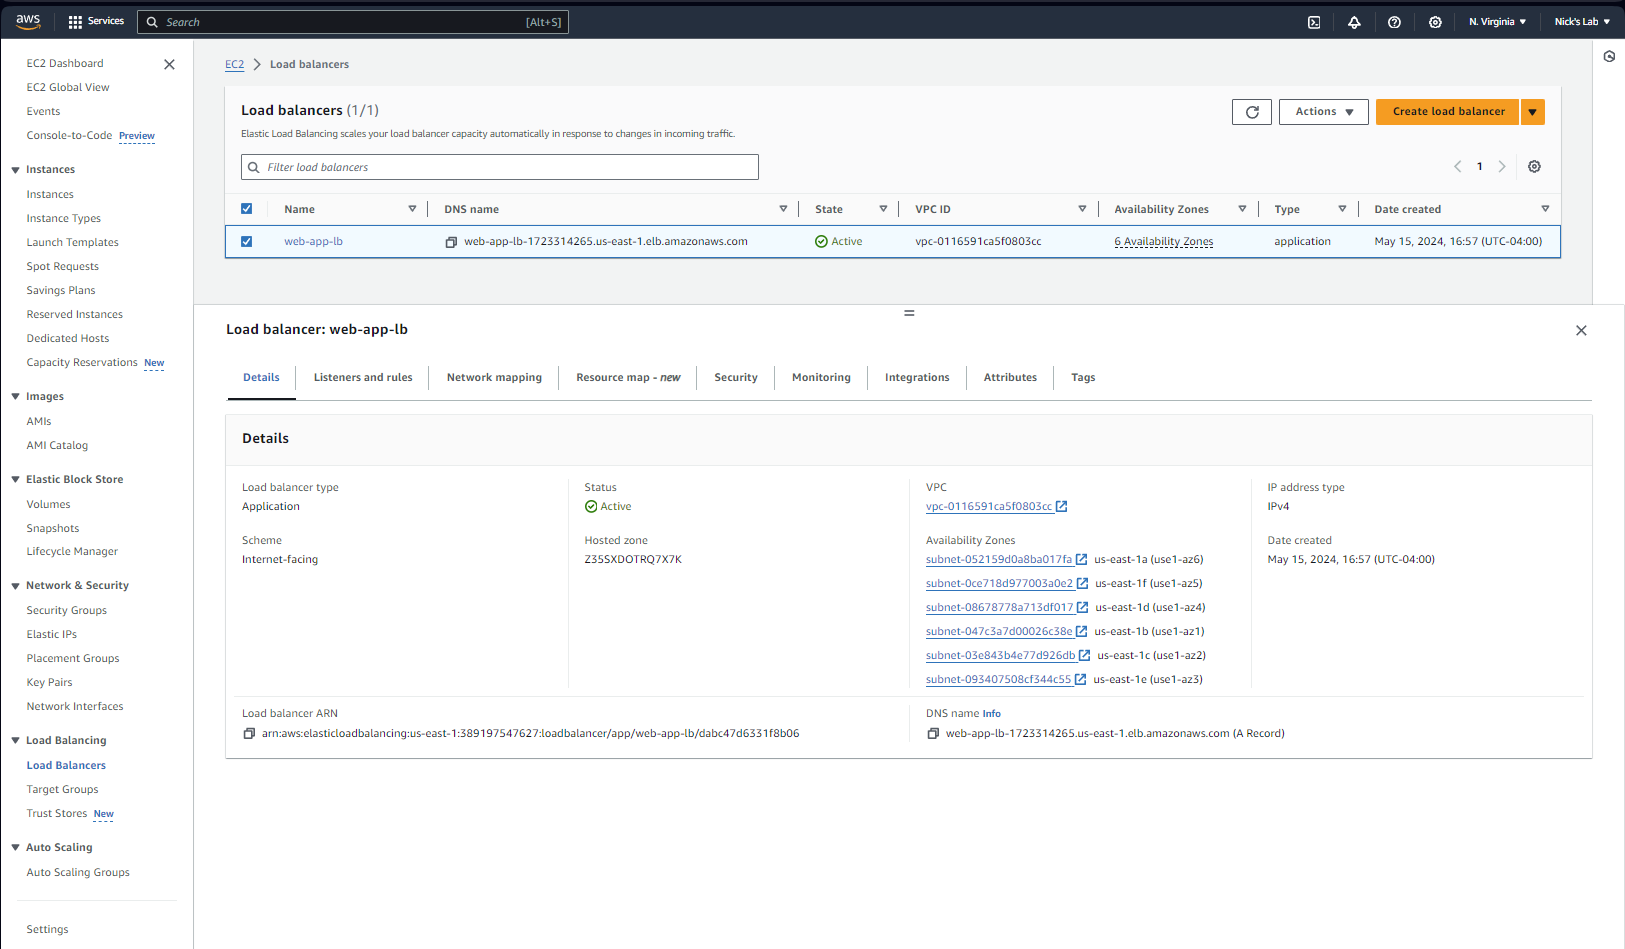 aws Services Search [Alt+S] N. Virginia Nick's Lab
EC2 Dashboard
EC2 Global View
Events
Console-to-Code Preview
Instances
Instances
Instance Types
Launch Templates
Spot Requests
Savings Plans
Reserved Instances
Dedicated Hosts
Capacity Reservations New
Images
AMIs
AMI Catalog
Elastic Block Store
Volumes
Snapshots
Lifecycle Manager
Network & Security
Security Groups
Elastic IPs
Placement Groups
Key Pairs
Network Interfaces
Load Balancing
Load Balancers
Target Groups
Trust Stores New
Auto Scaling
Auto Scaling Groups
Settings
EC2 Load balancers
Load balancers (1/1)
Actions Create load balancer
Elastic Load Balancing scales your load balancer capacity automatically in response to changes in incoming traffic.
Filter load balancers
1
Name DNS name State VPC ID Availability Zones Type Date created
web-app-lb web-app-lb-1723314265.us-east-1.elb.amazonaws.com Active vpc-0116591ca5f0803cc 6 Availability Zones application May 15, 2024, 16:57 (UTC-04:00)
Load balancer: web-app-lb
Details Listeners and rules Network mapping Resource map - new Security Monitoring Integrations Attributes Tags
Details
Load balancer type
Application
Scheme
Internet-facing
Status
Active
Hosted zone
Z35SXDOTRQ7X7K
VPC
vpc-0116591ca5f0803cc
Availability Zones
subnet-052159d0a8ba017fa us-east-1a (use1-az6)
subnet-0ce718d977003a0e2 us-east-1f (use1-az5)
subnet-08678778a713df017 us-east-1d (use1-az4)
subnet-047c3a7d00026c38e us-east-1b (use1-az1)
subnet-03e843b4e77d926db us-east-1c (use1-az2)
subnet-093407508cf344c55 us-east-1e (use1-az3)
IP address type
IPv4
Date created
May 15, 2024, 16:57 (UTC-04:00)
Load balancer ARN
arn:aws:elasticloadbalancing:us-east-1:389197547627:loadbalancer/app/web-app-lb/dabc47d6331f8b06
DNS name Info
web-app-lb-1723314265.us-east-1.elb.amazonaws.com (A Record)